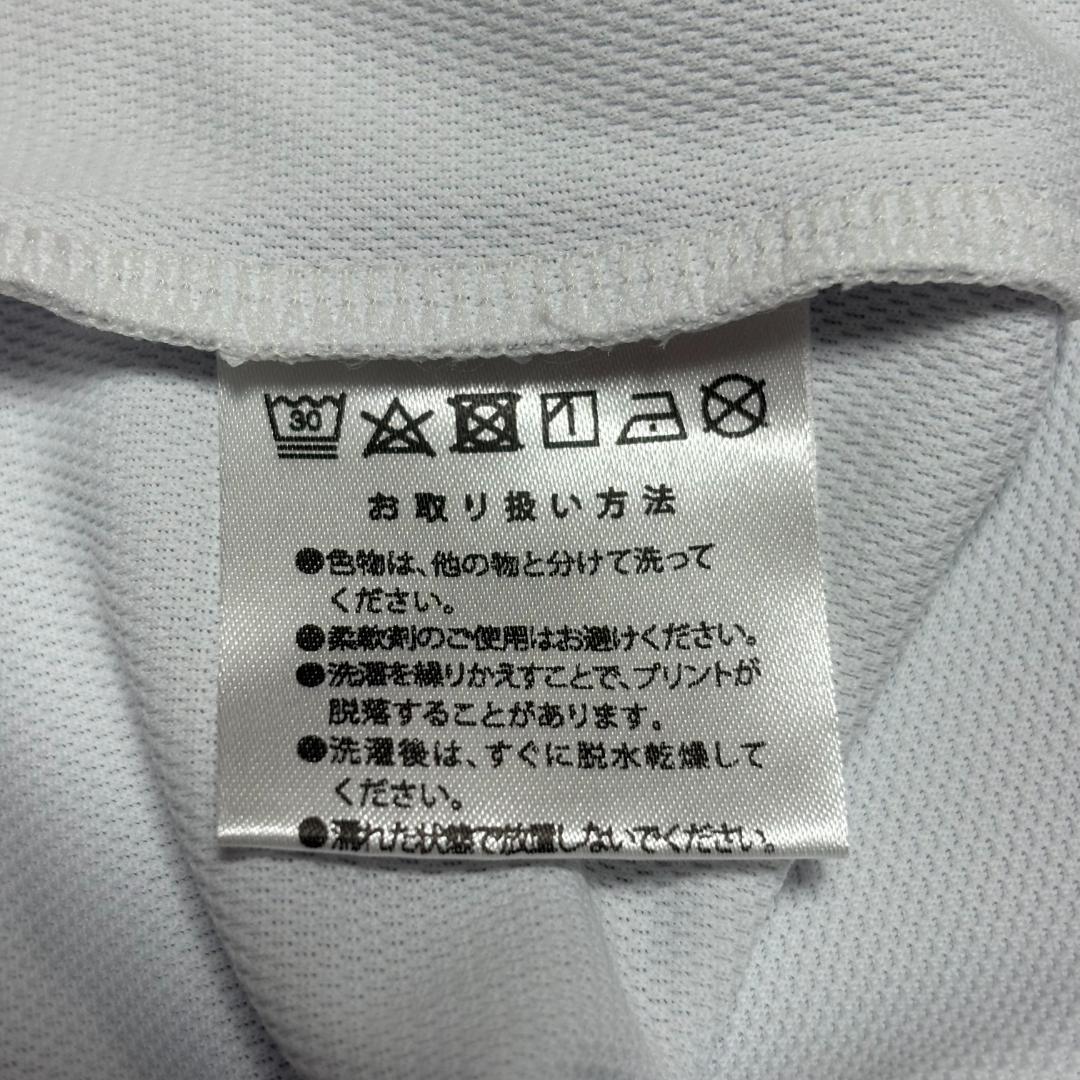 30
お取り扱い方法
●色物は、他の物と分けて洗って
ください。
●柔軟剤のご使用はお避けください。
●洗濯を繰りかえすことで、プリントが
脱落することがあります。
●洗濯後は、すぐに脱水乾燥して
ください。
●濡れた状態で放置しないでください。